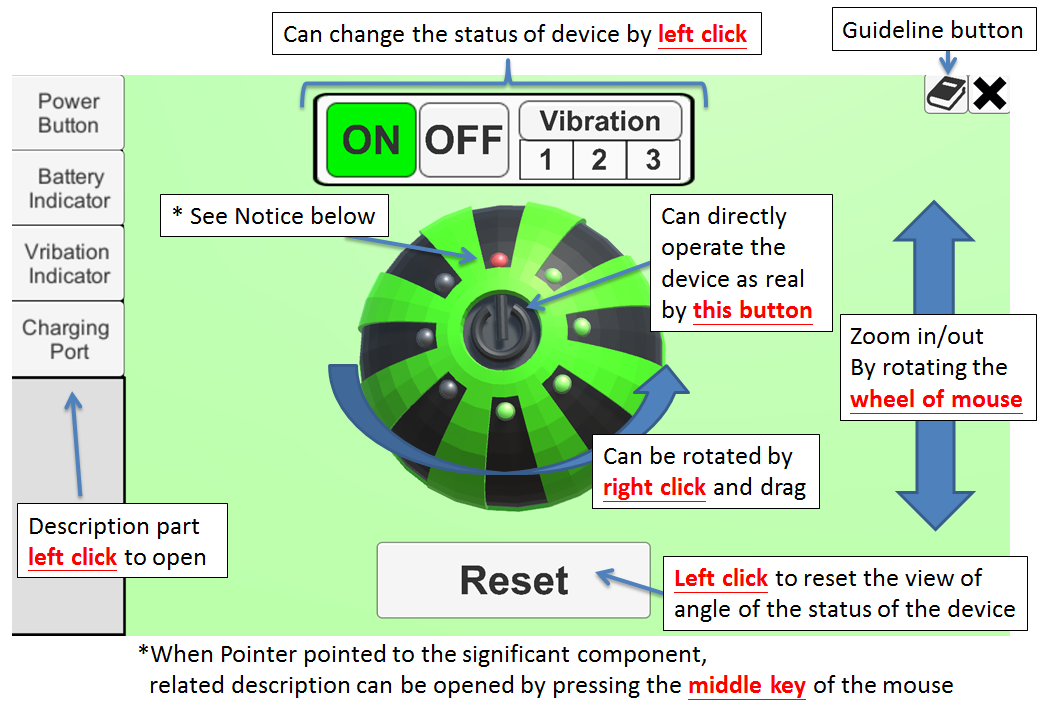 Can change the status of device by left click
Guideline button
Power
Button
ON
OFF
Vibration
1 2 3
Battery
Indicator
* See Notice below
Can directly
operate the
device as real
by this button
Vribation
Indicator
Charging
Port
Zoom in/out
By rotating the
wheel of mouse
Can be rotated by
right click and drag
Description part
left click to open
Reset
Left click to reset the view of
angle of the status of the device
*When Pointer pointed to the significant component,
related description can be opened by pressing the middle key of the mouse